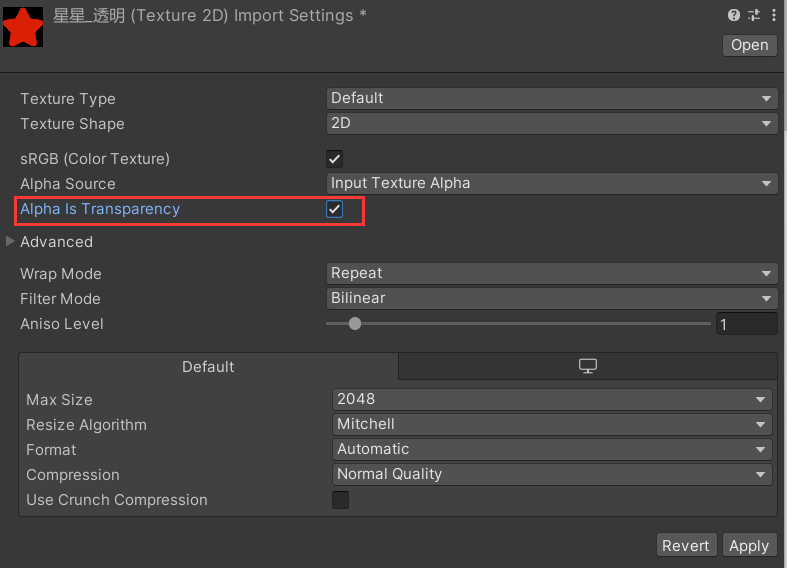 星星_透明 (Texture 2D) Import Settings *
Open
Texture Type Default
Texture Shape 2D
sRGB (Color Texture)
Alpha Source Input Texture Alpha
Alpha Is Transparency
Advanced
Wrap Mode Repeat
Filter Mode Bilinear
Aniso Level 1
Default
Max Size 2048
Resize Algorithm Mitchell
Format Automatic
Compression Normal Quality
Use Crunch Compression
Revert Apply